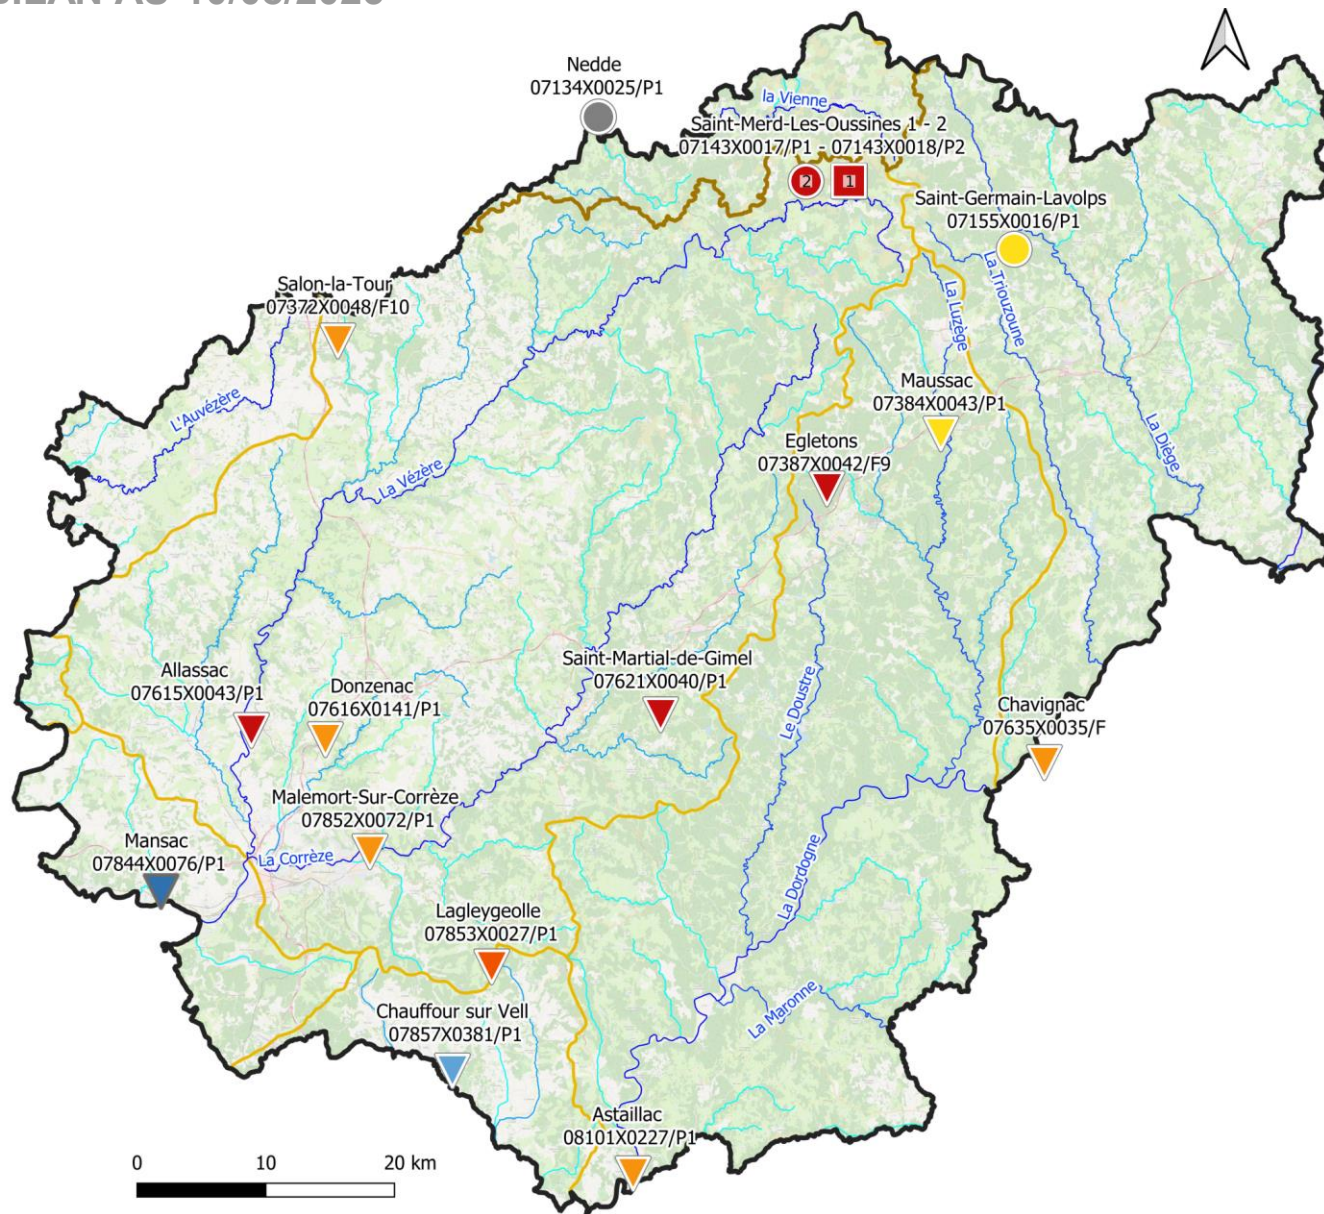 Nedde
07134X0025/P1
la Vienne
Saint-Merd-Les-Oussines 1 - 2
07143X0017/P1 - 07143X0018/P2
2
1
Saint-Germain-Lavolps
07155X0016/P1
Salon-la-Tour
07372X0048/F10
La Triouzoune
La Luzège
L'Auvézère
Maussac
07384X0043/P1
La Diège
Egletons
07387X0042/F9
La Vézère
Saint-Martial-de-Gimel
07621X0040/P1
Allassac
07615X0043/P1
Donzenac
07616X0141/P1
Le Doustre
Chavignac
07635X0035/F
Malemort-Sur-Corrèze
07852X0072/P1
Mansac
07844X0076/P1
La Corrèze
La Dordogne
Lagleygeolle
07853X0027/P1
Chauffour sur Vell
07857X0381/P1
La Maronne
Astaillac
08101X0227/P1
0 10 20 km